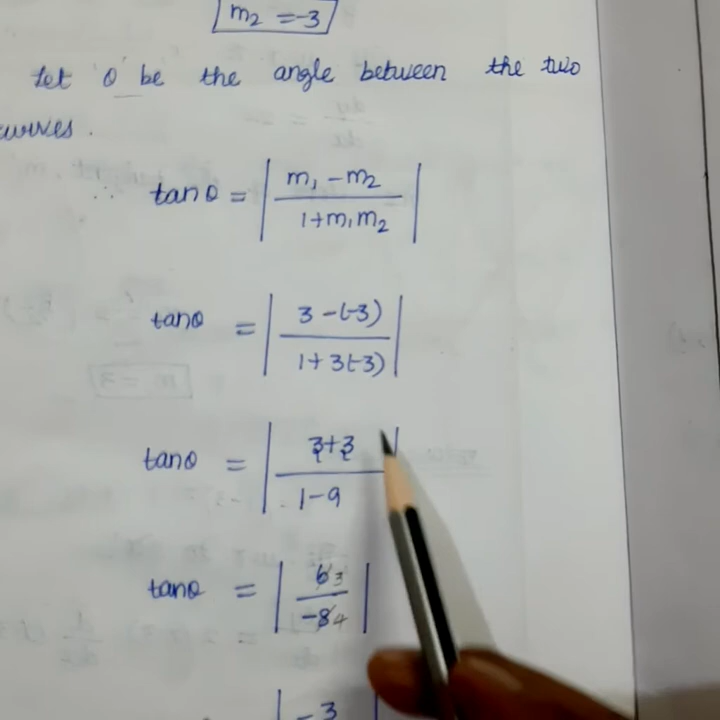 m₂ = -3
Let θ be the angle between the two
curves.
∴ tanθ = | m₁ - m₂ / 1 + m₁m₂ |
tanθ = | 3 - (-3) / 1 + 3(-3) |
tanθ = | 3 + 3 / 1 - 9 |
tanθ = | 6 3 / -8 4 |
| - 3